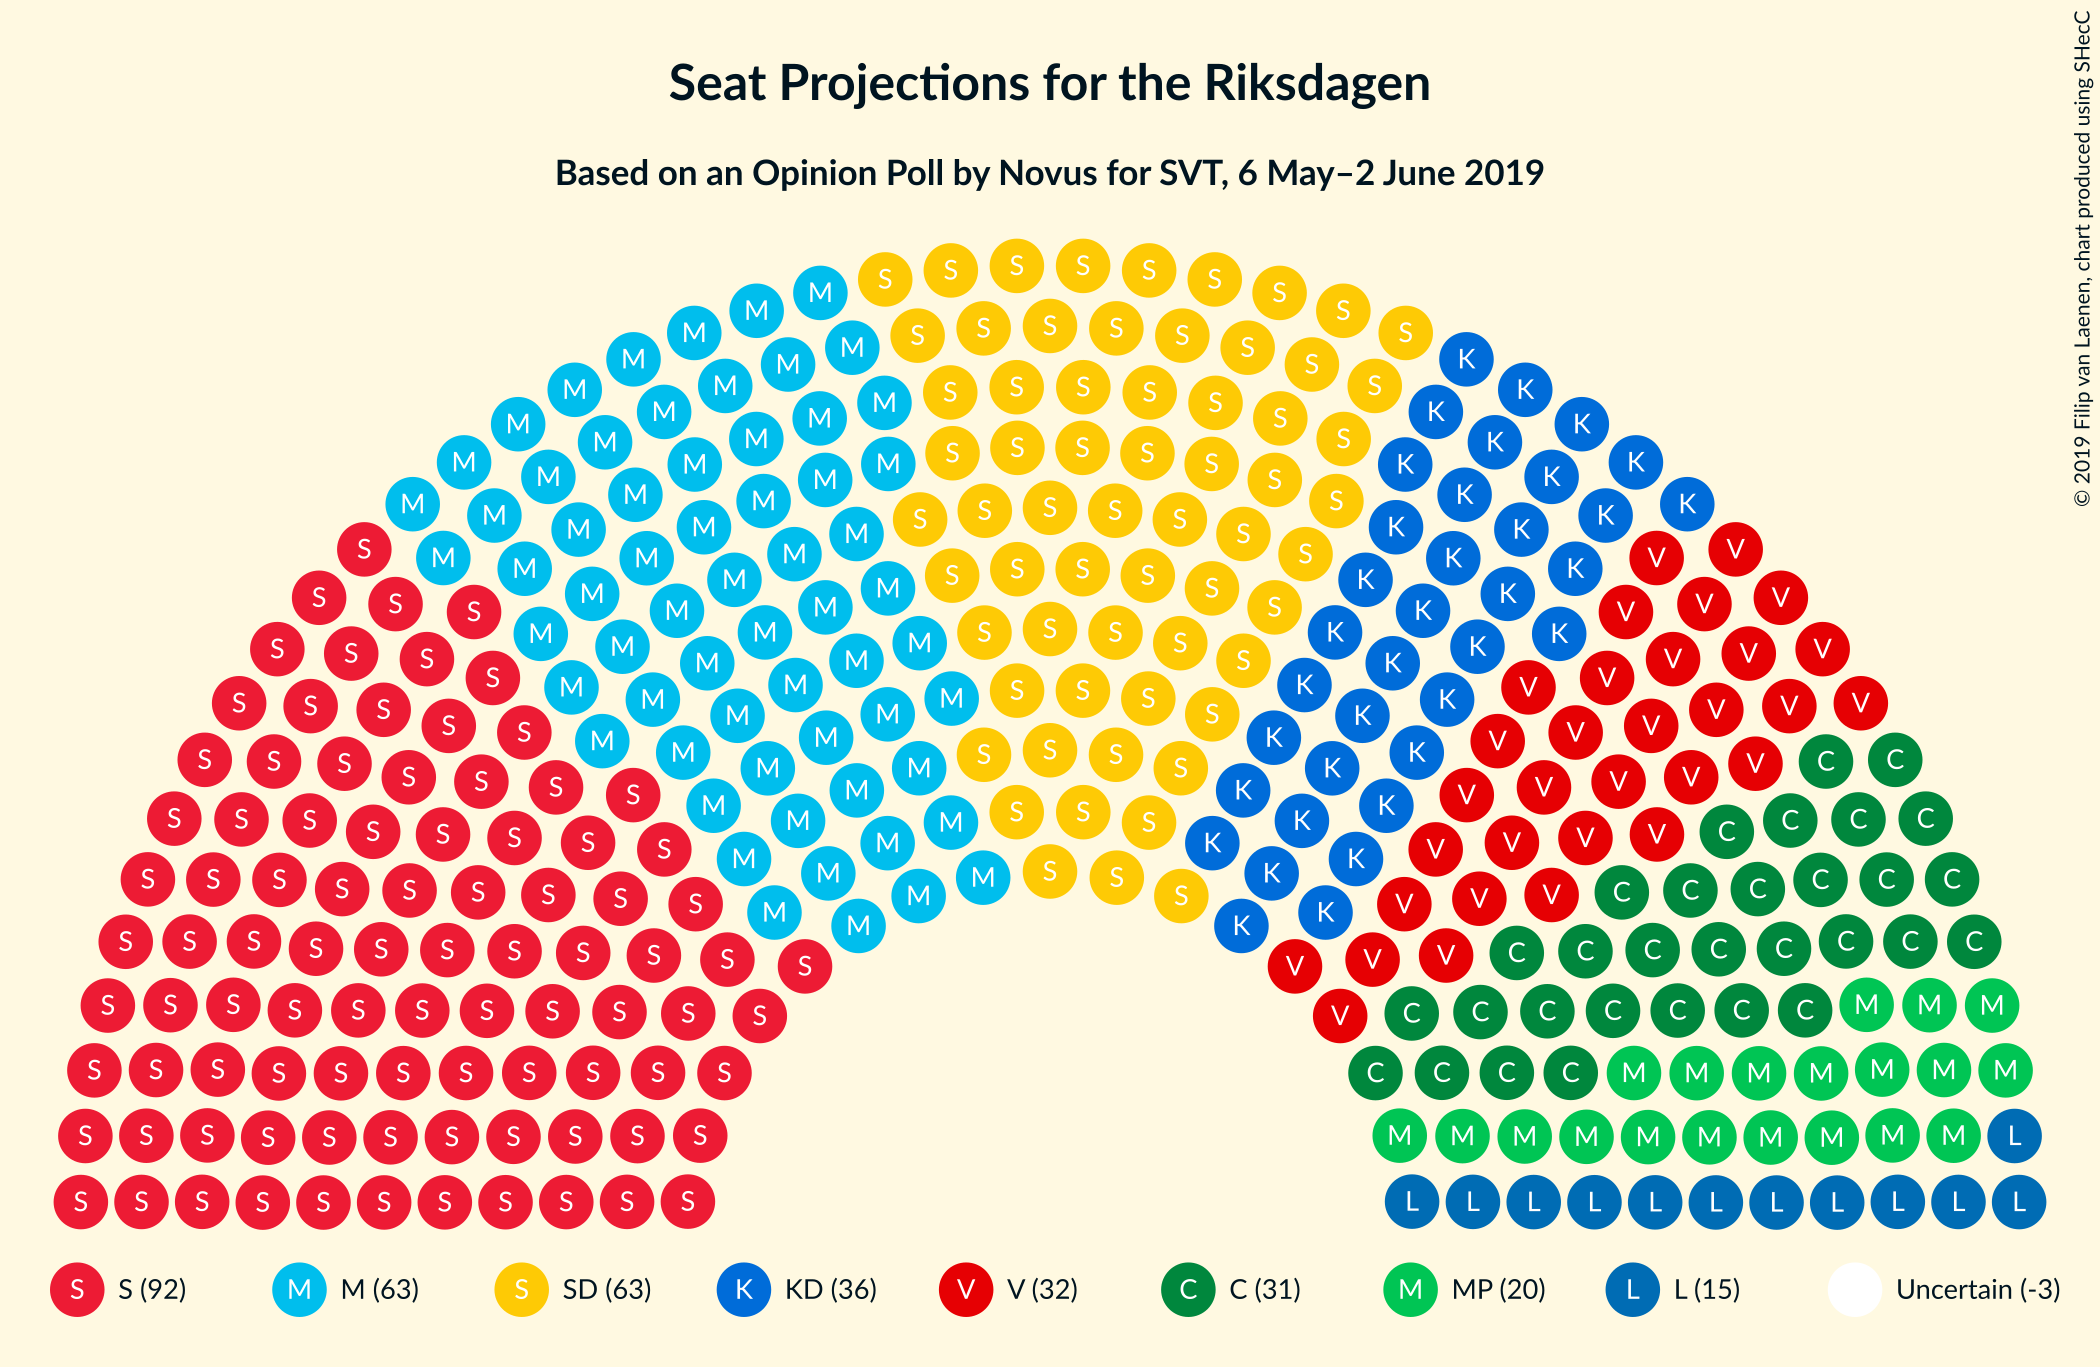 Seat Projections for the Riksdagen
Based on an Opinion Poll by Novus for SVT, 6 May–2 June 2019
© 2019 Filip van Laenen, chart produced using SHecC
S S (92) M M (63) S SD (63) K KD (36) V V (32) C C (31) M MP (20) L L (15) Uncertain (-3)